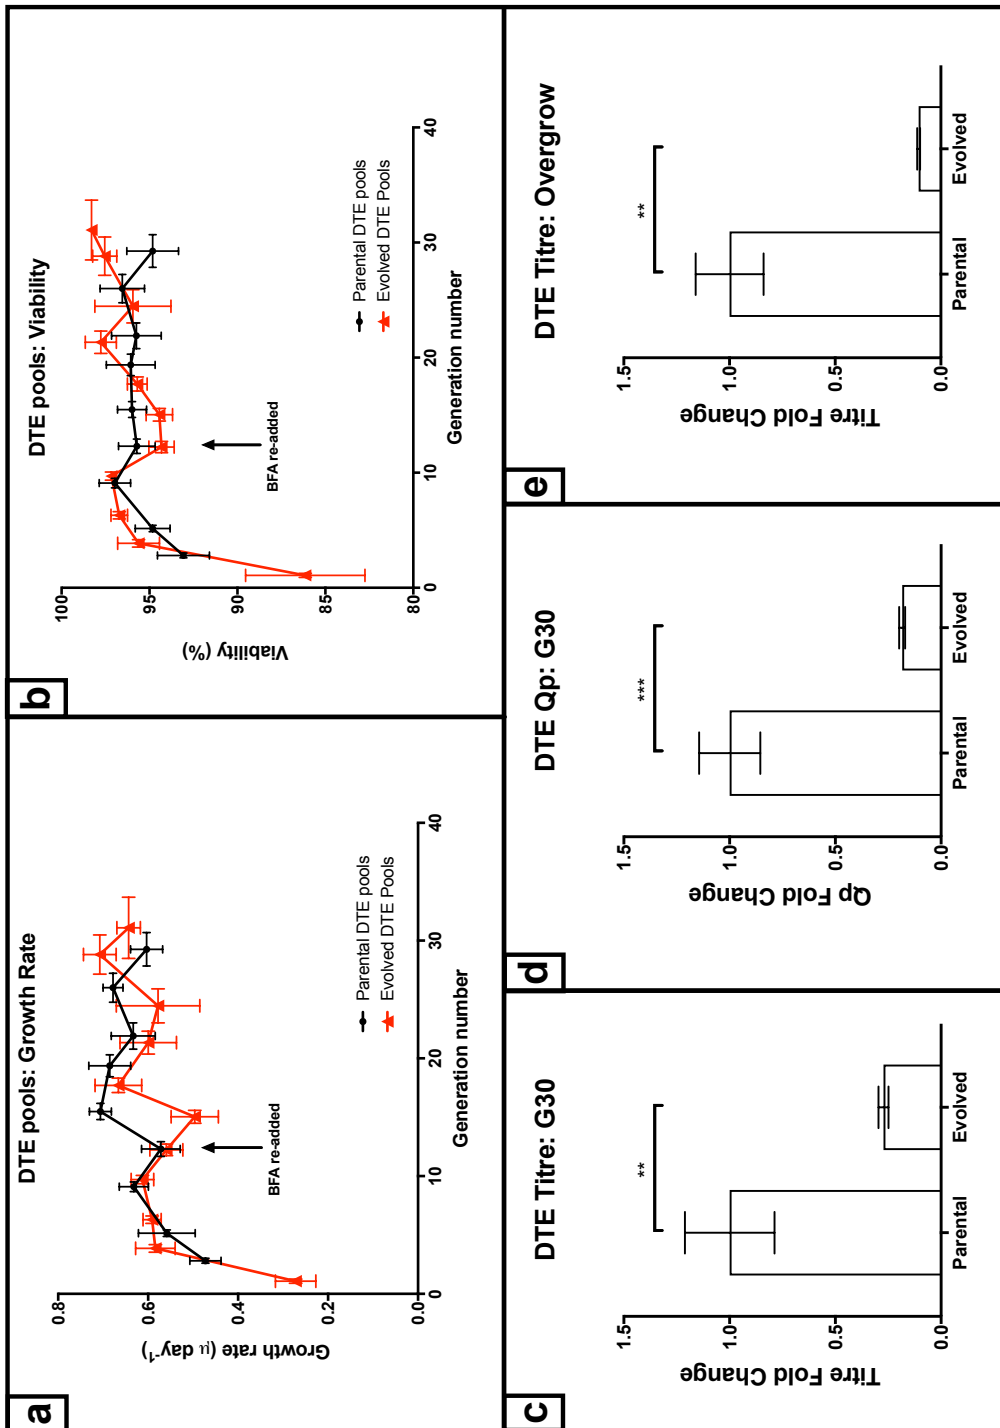 a
DTE pools: Growth Rate
Growth rate (μ day⁻¹)
0.8
0.6
0.4
0.2
0.0
0
10
20
30
40
Generation number
BFA re-added
Parental DTE pools
Evolved DTE Pools
b
DTE pools: Viability
Viability (%)
100
95
90
85
80
0
10
20
30
40
Generation number
BFA re-added
Parental DTE pools
Evolved DTE Pools
c
DTE Titre: G30
Titre Fold Change
1.5
1.0
0.5
0.0
**
Parental
Evolved
d
DTE Qp: G30
Qp Fold Change
1.5
1.0
0.5
0.0
***
Parental
Evolved
e
DTE Titre: Overgrow
Titre Fold Change
1.5
1.0
0.5
0.0
**
Parental
Evolved